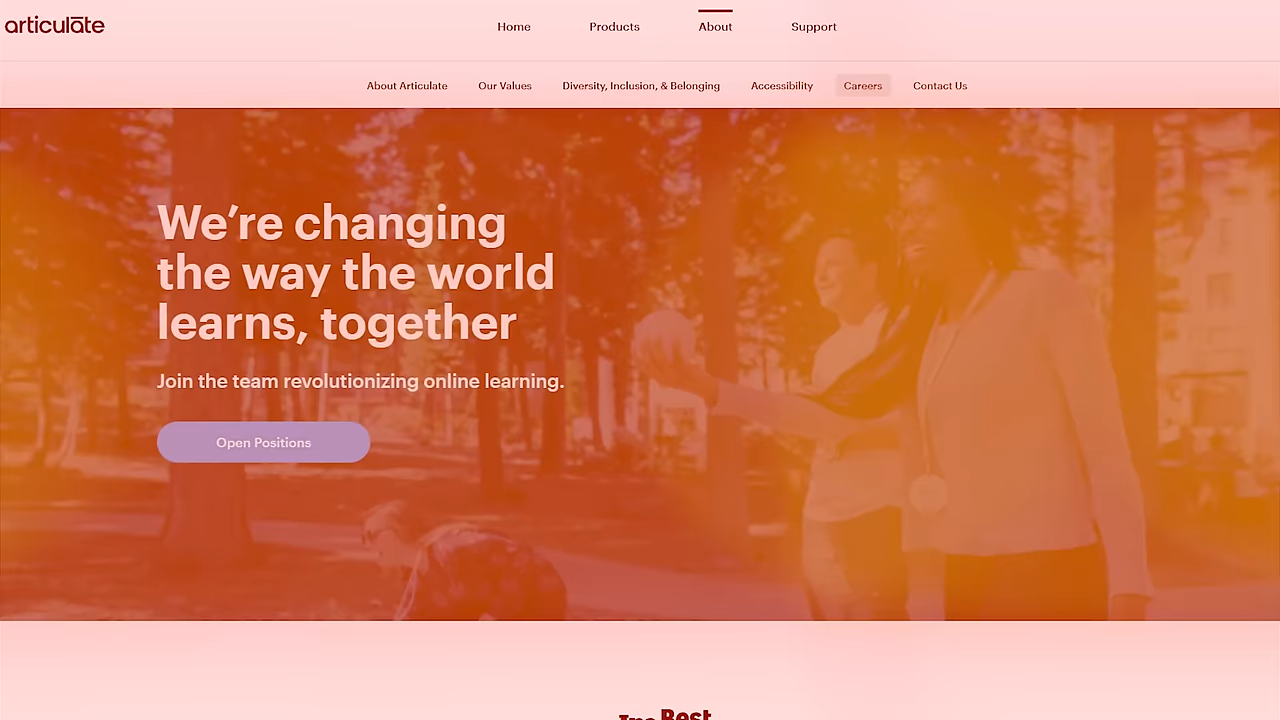 articulāte
Home Products About Support
About Articulate Our Values Diversity, Inclusion, & Belonging Accessibility Careers Contact Us
We’re changing
the way the world
learns, together
Join the team revolutionizing online learning.
Open Positions
Best